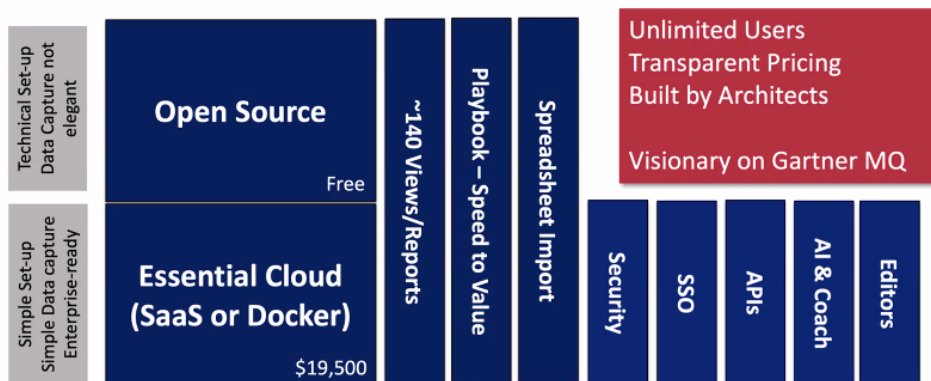 Technical Set-up
Data Capture not
elegant
Open Source
Free
~140 Views/Reports
Playbook – Speed to Value
Spreadsheet Import
Unlimited Users
Transparent Pricing
Built by Architects
Visionary on Gartner MQ
Simple Set-up
Simple Data capture
Enterprise-ready
Essential Cloud
(SaaS or Docker)
$19,500
Security
SSO
APIs
AI & Coach
Editors